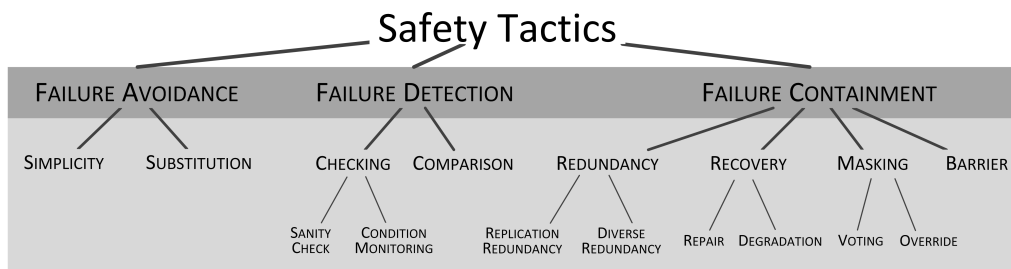 Safety Tactics
FAILURE AVOIDANCE FAILURE DETECTION FAILURE CONTAINMENT
SIMPLICITY SUBSTITUTION CHECKING COMPARISON REDUNDANCY RECOVERY MASKING BARRIER
SANITY CHECK
CONDITION MONITORING
REPLICATION REDUNDANCY
DIVERSE REDUNDANCY
REPAIR DEGRADATION VOTING OVERRIDE